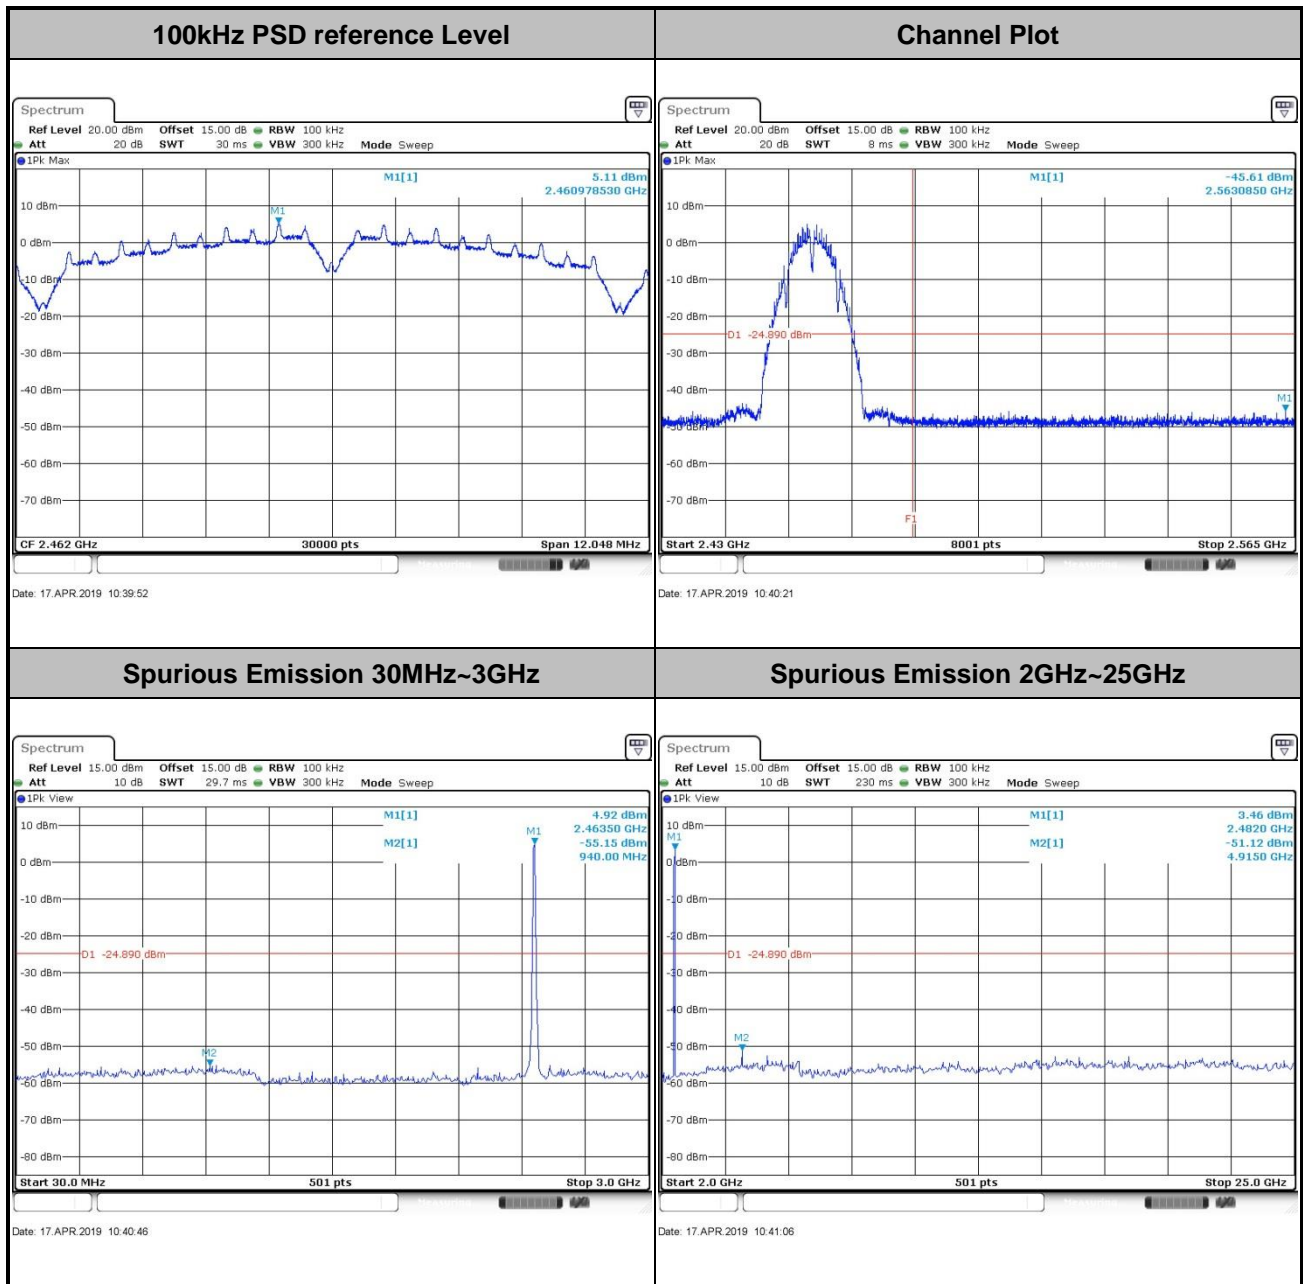 100kHz PSD reference Level
Channel Plot
Spectrum
Ref Level 20.00 dBm Offset 15.00 dB RBW 100 kHz
Att 20 dB SWT 30 ms VBW 300 kHz Mode Sweep
1Pk Max
M1[1] 5.11 dBm
2.460978530 GHz
M1
10 dBm
0 dBm
-10 dBm
-20 dBm
-30 dBm
-40 dBm
-50 dBm
-60 dBm
-70 dBm
CF 2.462 GHz 30000 pts Span 12.048 MHz
Date: 17.APR.2019 10:39:52
Spectrum
Ref Level 20.00 dBm Offset 15.00 dB RBW 100 kHz
Att 20 dB SWT 8 ms VBW 300 kHz Mode Sweep
1Pk Max
M1[1] -45.61 dBm
2.5630850 GHz
10 dBm
0 dBm
-10 dBm
-20 dBm
D1 -24.890 dBm
-30 dBm
-40 dBm
M1
-50 dBm
-60 dBm
-70 dBm
F1
Start 2.43 GHz 8001 pts Stop 2.565 GHz
Date: 17.APR.2019 10:40:21
Spurious Emission 30MHz~3GHz
Spurious Emission 2GHz~25GHz
Spectrum
Ref Level 15.00 dBm Offset 15.00 dB RBW 100 kHz
Att 10 dB SWT 29.7 ms VBW 300 kHz Mode Sweep
1Pk View
M1[1] 4.92 dBm
2.46350 GHz
M2[1] -55.15 dBm
940.00 MHz
10 dBm
M1
0 dBm
-10 dBm
-20 dBm
D1 -24.890 dBm
-30 dBm
-40 dBm
-50 dBm
M2
-60 dBm
-70 dBm
-80 dBm
Start 30.0 MHz 501 pts Stop 3.0 GHz
Date: 17.APR.2019 10:40:46
Spectrum
Ref Level 15.00 dBm Offset 15.00 dB RBW 100 kHz
Att 10 dB SWT 230 ms VBW 300 kHz Mode Sweep
1Pk View
M1[1] 3.46 dBm
2.4820 GHz
M2[1] -51.12 dBm
4.9150 GHz
10 dBm
M1
0 dBm
-10 dBm
-20 dBm
D1 -24.890 dBm
-30 dBm
-40 dBm
M2
-50 dBm
-60 dBm
-70 dBm
-80 dBm
Start 2.0 GHz 501 pts Stop 25.0 GHz
Date: 17.APR.2019 10:41:06